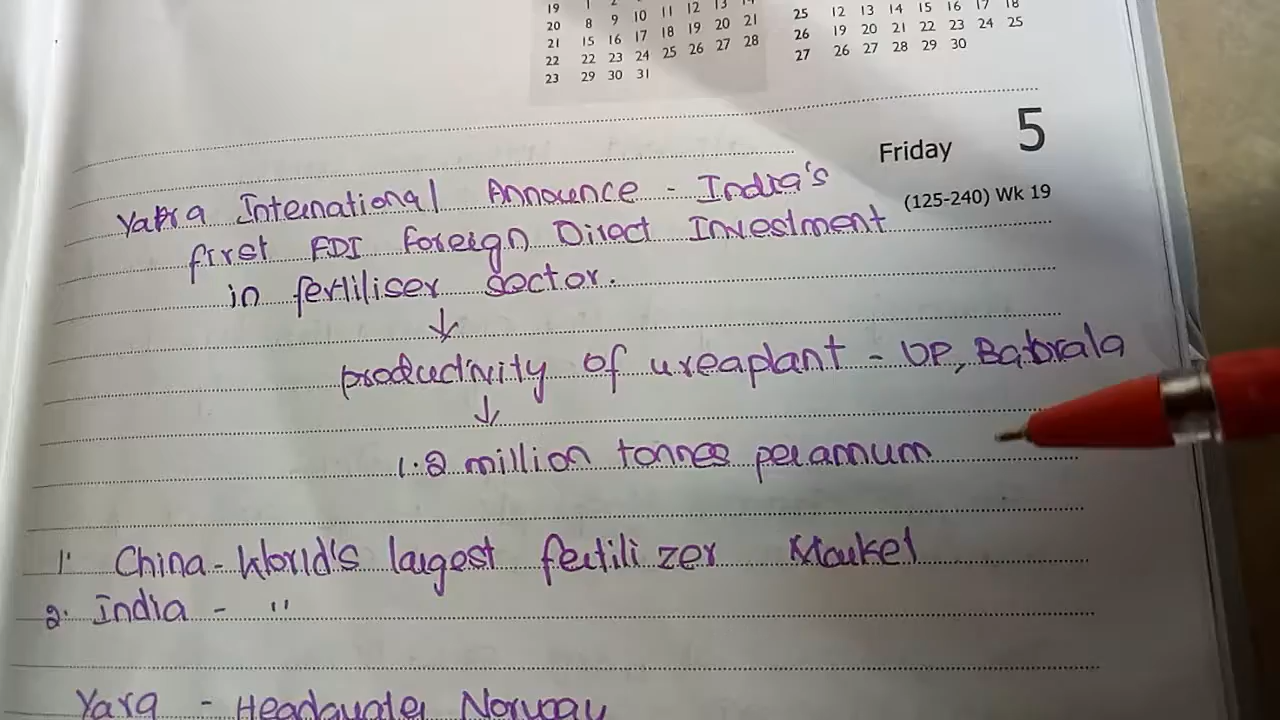 19 1 2 12 13 14
20 8 9 10 11 12 13 14
21 15 16 17 18 19 20 21
22 22 23 24 25 26 27 28
23 29 30 31
25 12 13 14 15 16 17 18
26 19 20 21 22 23 24 25
27 26 27 28 29 30
Friday 5
(125-240) Wk 19
Yara International Announce - India's
first FDI Foreign Direct Investment
in fertiliser sector.
↓
productivity of ureaplant - UP, Babrala
↓
1.2 million tonnes perannum
1. China - World's largest fertilizer Market
2. India - "
Yara - Headquater Norway